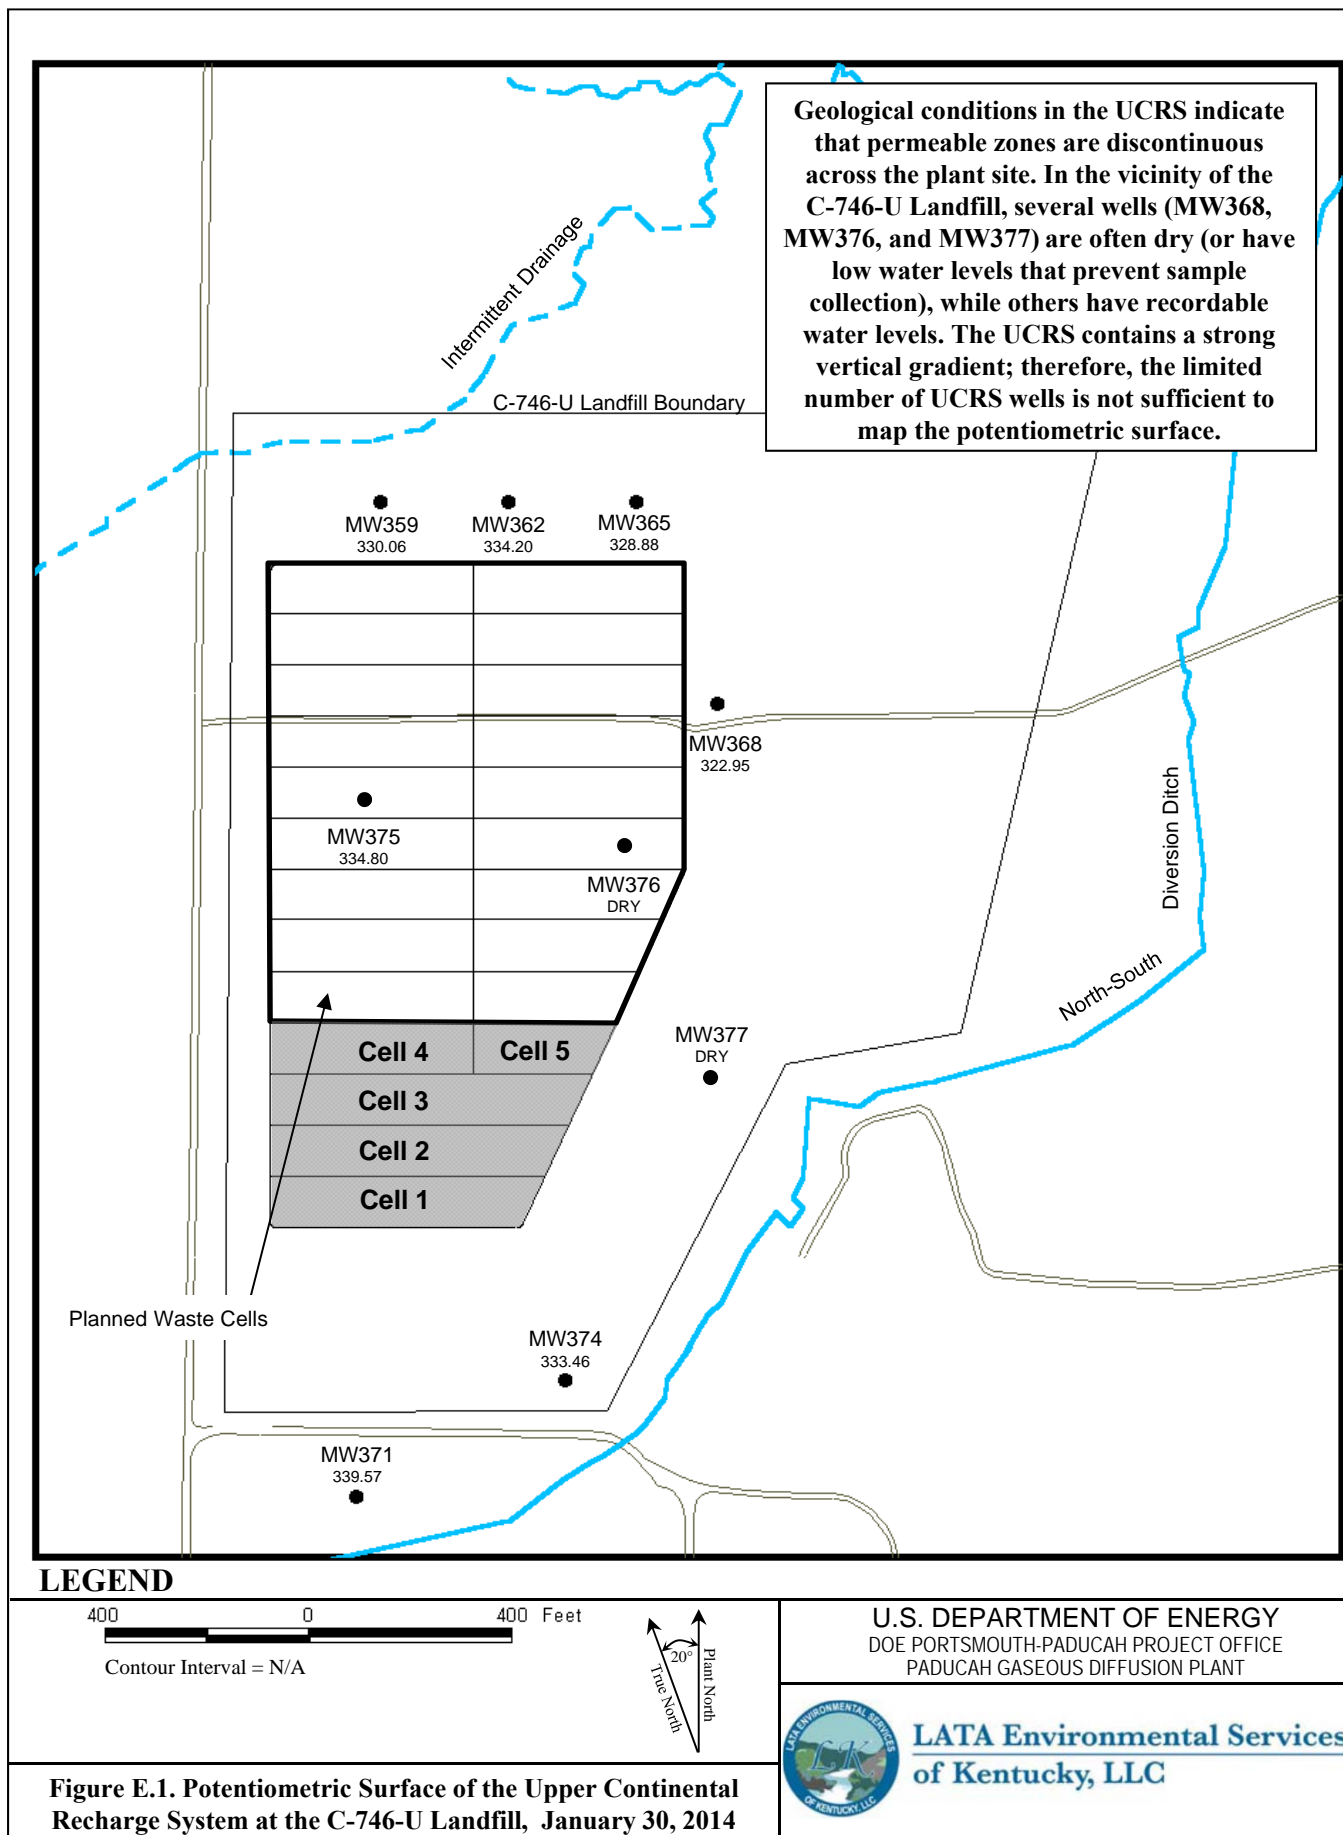 Geological conditions in the UCRS indicate
that permeable zones are discontinuous
across the plant site. In the vicinity of the
C-746-U Landfill, several wells (MW368,
MW376, and MW377) are often dry (or have
low water levels that prevent sample
collection), while others have recordable
water levels. The UCRS contains a strong
vertical gradient; therefore, the limited
number of UCRS wells is not sufficient to
map the potentiometric surface.
Intermittent Drainage
C-746-U Landfill Boundary
MW359
330.06
MW362
334.20
MW365
328.88
MW368
322.95
MW375
334.80
MW376
DRY
Diversion Ditch
North-South
MW377
DRY
Cell 4
Cell 5
Cell 3
Cell 2
Cell 1
Planned Waste Cells
MW374
333.46
MW371
339.57
LEGEND
400 0 400 Feet
Contour Interval = N/A
20°
True North
Plant North
U.S. DEPARTMENT OF ENERGY
DOE PORTSMOUTH-PADUCAH PROJECT OFFICE
PADUCAH GASEOUS DIFFUSION PLANT
LATA ENVIRONMENTAL SERVICES
LK
OF KENTUCKY, LLC
LATA Environmental Services
of Kentucky, LLC
Figure E.1. Potentiometric Surface of the Upper Continental
Recharge System at the C-746-U Landfill, January 30, 2014